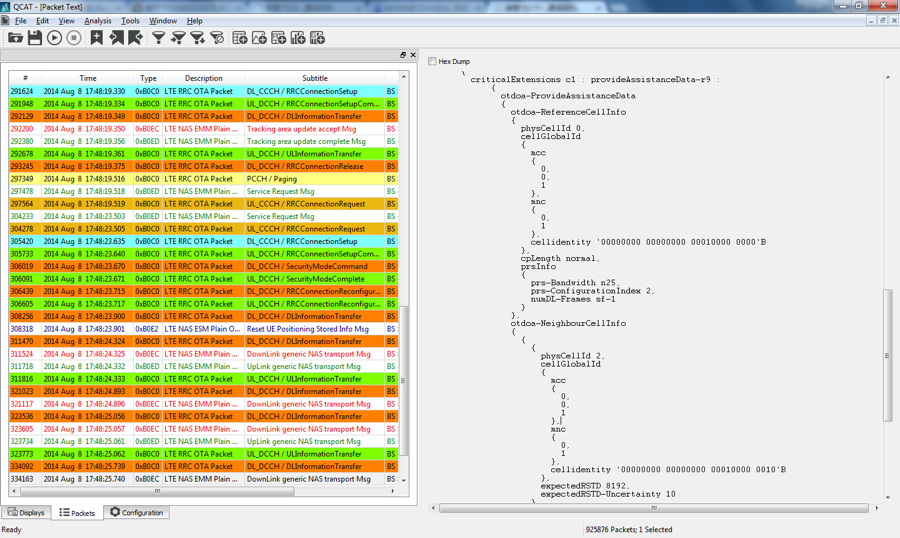 QCAT - [Packet Text]
File Edit View Analysis Tools Window Help
# Time Type Description Subtitle
291624 2014 Aug 8 17:48:19.330 0xB0C0 LTE RRC OTA Packet DL_CCCH / RRCConnectionSetup BS
291948 2014 Aug 8 17:48:19.334 0xB0C0 LTE RRC OTA Packet UL_DCCH / RRCConnectionSetupCom... BS
292129 2014 Aug 8 17:48:19.349 0xB0C0 LTE RRC OTA Packet DL_DCCH / DLInformationTransfer BS
292200 2014 Aug 8 17:48:19.350 0xB0EC LTE NAS EMM Plain ... Tracking area update accept Msg BS
292380 2014 Aug 8 17:48:19.356 0xB0ED LTE NAS EMM Plain ... Tracking area update complete Msg BS
292678 2014 Aug 8 17:48:19.361 0xB0C0 LTE RRC OTA Packet UL_DCCH / ULInformationTransfer BS
293245 2014 Aug 8 17:48:19.375 0xB0C0 LTE RRC OTA Packet DL_DCCH / RRCConnectionRelease BS
297349 2014 Aug 8 17:48:19.516 0xB0C0 LTE RRC OTA Packet PCCH / Paging BS
297478 2014 Aug 8 17:48:19.518 0xB0ED LTE NAS EMM Plain ... Service Request Msg BS
297564 2014 Aug 8 17:48:19.519 0xB0C0 LTE RRC OTA Packet UL_CCCH / RRCConnectionRequest BS
304233 2014 Aug 8 17:48:23.503 0xB0ED LTE NAS EMM Plain ... Service Request Msg BS
304278 2014 Aug 8 17:48:23.505 0xB0C0 LTE RRC OTA Packet UL_CCCH / RRCConnectionRequest BS
305420 2014 Aug 8 17:48:23.635 0xB0C0 LTE RRC OTA Packet DL_CCCH / RRCConnectionSetup BS
305733 2014 Aug 8 17:48:23.640 0xB0C0 LTE RRC OTA Packet UL_DCCH / RRCConnectionSetupCom... BS
306019 2014 Aug 8 17:48:23.670 0xB0C0 LTE RRC OTA Packet DL_DCCH / SecurityModeCommand BS
306091 2014 Aug 8 17:48:23.671 0xB0C0 LTE RRC OTA Packet UL_DCCH / SecurityModeComplete BS
306439 2014 Aug 8 17:48:23.715 0xB0C0 LTE RRC OTA Packet DL_DCCH / RRCConnectionReconfigur... BS
306605 2014 Aug 8 17:48:23.717 0xB0C0 LTE RRC OTA Packet UL_DCCH / RRCConnectionReconfigu... BS
308256 2014 Aug 8 17:48:23.900 0xB0C0 LTE RRC OTA Packet DL_DCCH / DLInformationTransfer BS
308318 2014 Aug 8 17:48:23.901 0xB0E2 LTE NAS ESM Plain O... Reset UE Positioning Stored Info Msg BS
311470 2014 Aug 8 17:48:24.324 0xB0C0 LTE RRC OTA Packet DL_DCCH / DLInformationTransfer BS
311524 2014 Aug 8 17:48:24.325 0xB0EC LTE NAS EMM Plain ... DownLink generic NAS transport Msg BS
311718 2014 Aug 8 17:48:24.332 0xB0ED LTE NAS EMM Plain ... UpLink generic NAS transport Msg BS
311816 2014 Aug 8 17:48:24.333 0xB0C0 LTE RRC OTA Packet UL_DCCH / ULInformationTransfer BS
321023 2014 Aug 8 17:48:24.893 0xB0C0 LTE RRC OTA Packet DL_DCCH / DLInformationTransfer BS
321117 2014 Aug 8 17:48:24.896 0xB0EC LTE NAS EMM Plain ... DownLink generic NAS transport Msg BS
323536 2014 Aug 8 17:48:25.056 0xB0C0 LTE RRC OTA Packet DL_DCCH / DLInformationTransfer BS
323605 2014 Aug 8 17:48:25.057 0xB0EC LTE NAS EMM Plain ... DownLink generic NAS transport Msg BS
323734 2014 Aug 8 17:48:25.061 0xB0ED LTE NAS EMM Plain ... UpLink generic NAS transport Msg BS
323773 2014 Aug 8 17:48:25.062 0xB0C0 LTE RRC OTA Packet UL_DCCH / ULInformationTransfer BS
334092 2014 Aug 8 17:48:25.739 0xB0C0 LTE RRC OTA Packet DL_DCCH / DLInformationTransfer BS
334163 2014 Aug 8 17:48:25.740 0xB0EC LTE NAS EMM Plain ... DownLink generic NAS transport Msg BS
Displays Packets Configuration
Ready
Hex Dump
{
criticalExtensions c1 : provideAssistanceData-r9 :
{
otdoa-ProvideAssistanceData
{
otdoa-ReferenceCellInfo
{
physCellId 0,
cellGlobalId
{
mcc
{
0,
0,
1
},
mnc
{
0,
1
},
cellidentity '00000000 00000000 00010000 0000'B
},
cpLength normal,
prsInfo
{
prs-Bandwidth n25,
prs-ConfigurationIndex 2,
numDL-Frames sf-1
}
},
otdoa-NeighbourCellInfo
{
{
{
physCellId 2,
cellGlobalId
{
mcc
{
0,
0,
1
},
mnc
{
0,
1
},
cellidentity '00000000 00000000 00010000 0010'B
},
expectedRSTD 8192,
expectedRSTD-Uncertainty 10
}
925876 Packets; 1 Selected